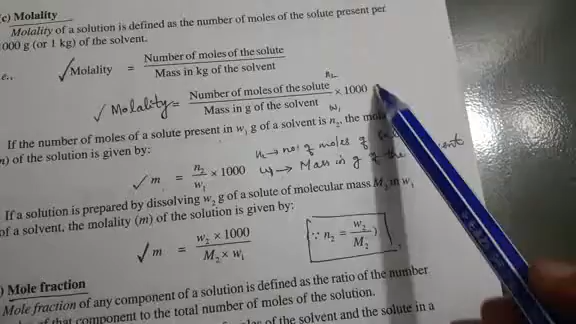 (c) Molality
Molality of a solution is defined as the number of moles of the solute present per
000 g (or 1 kg) of the solvent.
e.,
✓Molality = Number of moles of the solute / Mass in kg of the solvent
✓ Molality = Number of moles of the solute / Mass in g of the solvent × 1000
n₂
w₁
If the number of moles of solute present in w₁ g of a solvent is n₂, the
m) of the solution is given by:
n₂ → no. of moles of
✓ m = n₂ / w₁ × 1000
w₁ → Mass in g of the
If a solution is prepared by dissolving w₂ g of a solute of molecular mass M₂ in w₁
of a solvent, the molality (m) of the solution is given by:
✓ m = w₂ × 1000 / M₂ × w₁
[∵ n₂ = w₂ / M₂)
) Mole fraction
Mole fraction of any component of a solution is defined as the ratio of the number
of that component to the total number of moles of the solution.
of the solvent and the solute in a